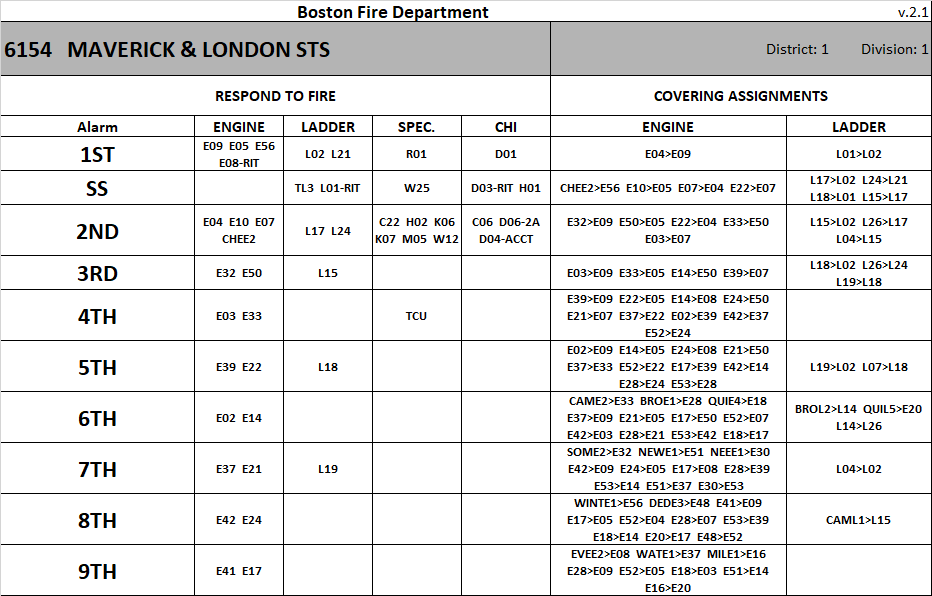 Boston Fire Department v.2.1
6154 MAVERICK & LONDON STS District: 1 Division: 1
RESPOND TO FIRE COVERING ASSIGNMENTS
Alarm ENGINE LADDER SPEC. CHI ENGINE LADDER
1ST
E09 E05 E56
E08-RIT
L02 L21
R01
D01
E04>E09
L01>L02
SS
TL3 L01-RIT
W25
D03-RIT H01
CHEE2>E56 E10>E05 E07>E04 E22>E07
L17>L02 L24>L21
L18>L01 L15>L17
2ND
E04 E10 E07
CHEE2
L17 L24
C22 H02 K06
K07 M05 W12
C06 D06-2A
D04-ACCT
E32>E09 E50>E05 E22>E04 E33>E50
E03>E07
L15>L02 L26>L17
L04>L15
3RD
E32 E50
L15
E03>E09 E33>E05 E14>E50 E39>E07
L18>L02 L26>L24
L19>L18
4TH
E03 E33
TCU
E39>E09 E22>E05 E14>E08 E24>E50
E21>E07 E37>E22 E02>E39 E42>E37
E52>E24
5TH
E39 E22
L18
E02>E09 E14>E05 E24>E08 E21>E50
E37>E33 E52>E22 E17>E39 E42>E14
E28>E24 E53>E28
L19>L02 L07>L18
6TH
E02 E14
CAME2>E33 BROE1>E28 QUIE4>E18
E37>E09 E21>E05 E17>E50 E52>E07
E42>E03 E28>E21 E53>E42 E18>E17
BROL2>L14 QUIL5>E20
L14>L26
7TH
E37 E21
L19
SOME2>E32 NEWE1>E51 NEEE1>E30
E42>E09 E24>E05 E17>E08 E28>E39
E53>E14 E51>E37 E30>E53
L04>L02
8TH
E42 E24
WINTE1>E56 DEDE3>E48 E41>E09
E17>E05 E52>E04 E28>E07 E53>E39
E18>E14 E20>E17 E48>E52
CAML1>L15
9TH
E41 E17
EVEE2>E08 WATE1>E37 MILE1>E16
E28>E09 E52>E05 E18>E03 E51>E14
E16>E20